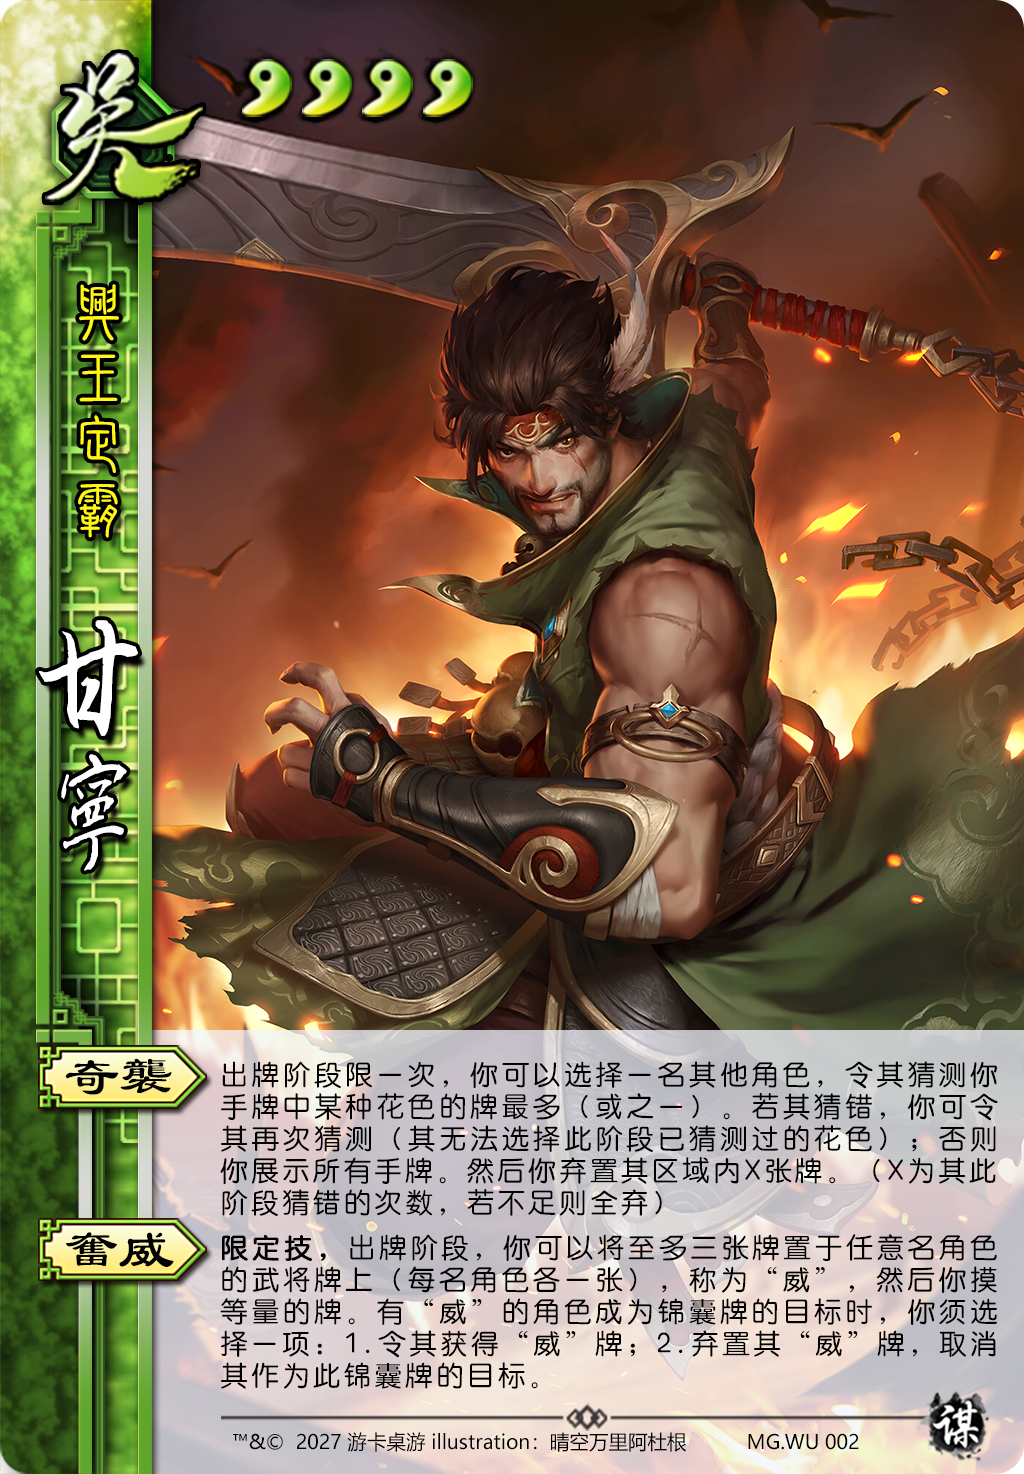 吴
興王定霸
甘寧
奇襲
出牌阶段限一次，你可以选择一名其他角色，令其猜测你
手牌中某种花色的牌最多（或之一）。若其猜错，你可令
其再次猜测（其无法选择此阶段已猜测过的花色）；否则
你展示所有手牌。然后你弃置其区域内X张牌。（X为其此
阶段猜错的次数，若不足则全弃）
奮威
限定技，出牌阶段，你可以将至多三张牌置于任意名角色
的武将牌上（每名角色各一张），称为“威”，然后你摸
等量的牌。有“威”的角色成为锦囊牌的目标时，你须选
择一项：1.令其获得“威”牌；2.弃置其“威”牌，取消
其作为此锦囊牌的目标。
™&© 2027 游卡桌游 illustration：晴空万里阿杜根 MG.WU 002
谋